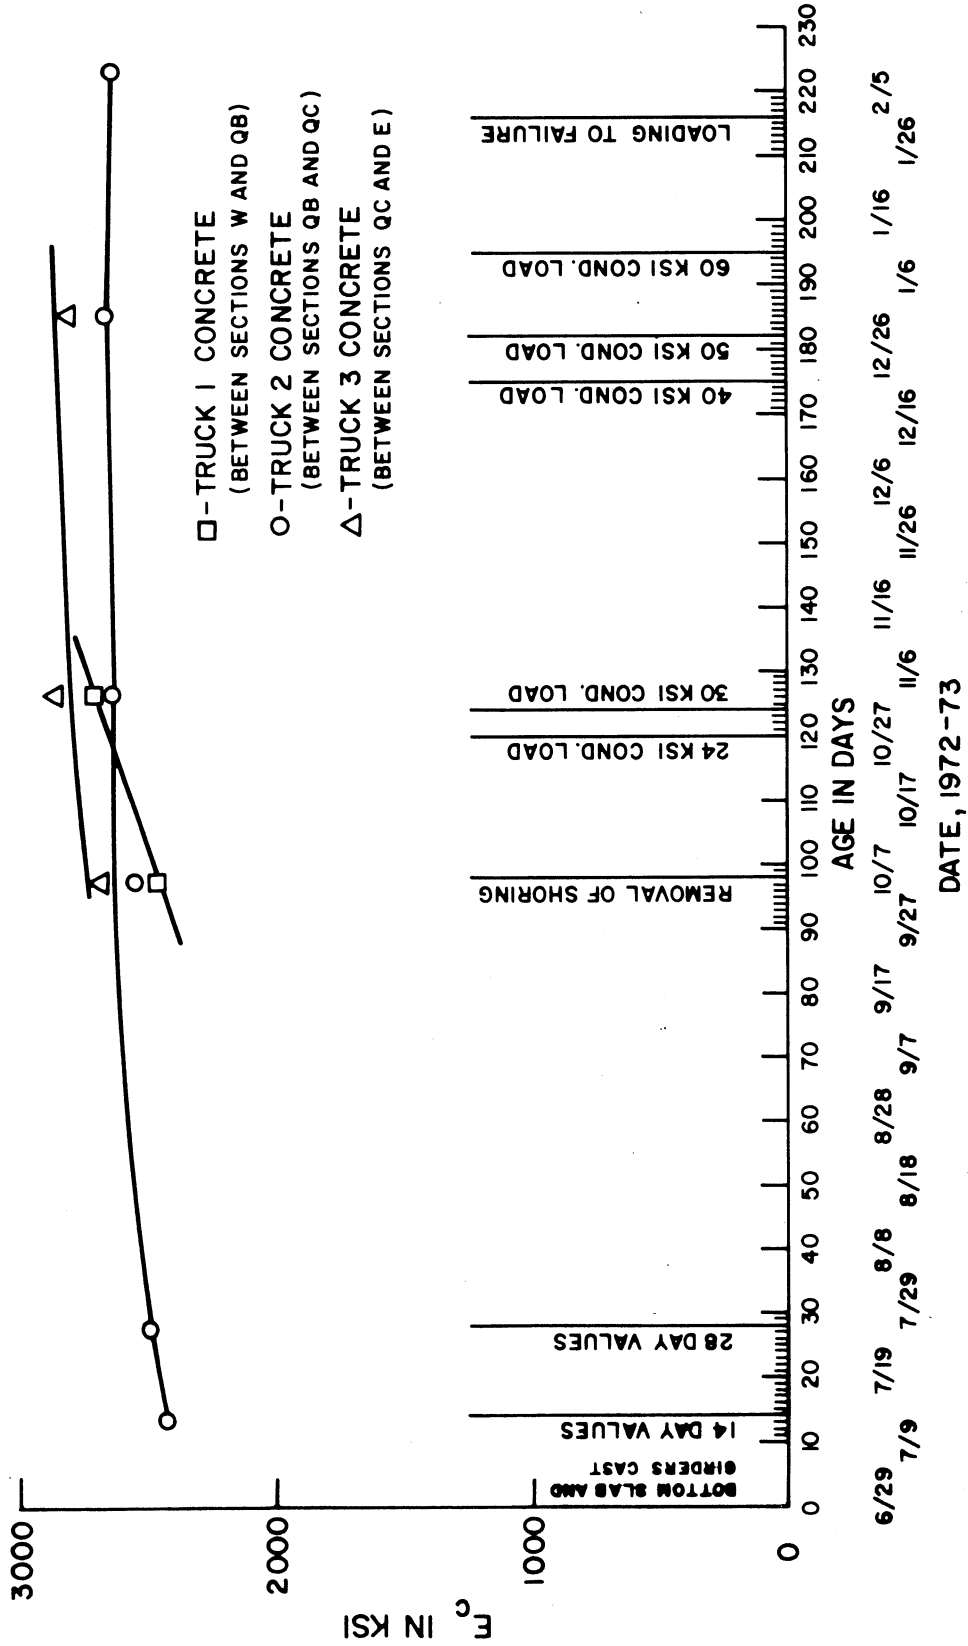 3000
2000
1000
0
E_c IN KSI
□-TRUCK 1 CONCRETE
(BETWEEN SECTIONS W AND QB)
○-TRUCK 2 CONCRETE
(BETWEEN SECTIONS QB AND QC)
△-TRUCK 3 CONCRETE
(BETWEEN SECTIONS QC AND E)
BOTTOM SLAB AND
GIRDERS CAST
14 DAY VALUES
28 DAY VALUES
REMOVAL OF SHORING
24 KSI COND. LOAD
30 KSI COND. LOAD
40 KSI COND. LOAD
50 KSI COND. LOAD
60 KSI COND. LOAD
LOADING TO FAILURE
0 10 20 30 40 50 60 70 80 90 100 110 120 130 140 150 160 170 180 190 200 210 220 230
AGE IN DAYS
6/29 7/9 7/19 7/29 8/8 8/18 8/28 9/7 9/17 9/27 10/7 10/17 10/27 11/6 11/16 11/26 12/6 12/16 12/26 1/6 1/16 1/26 2/5
DATE, 1972-73